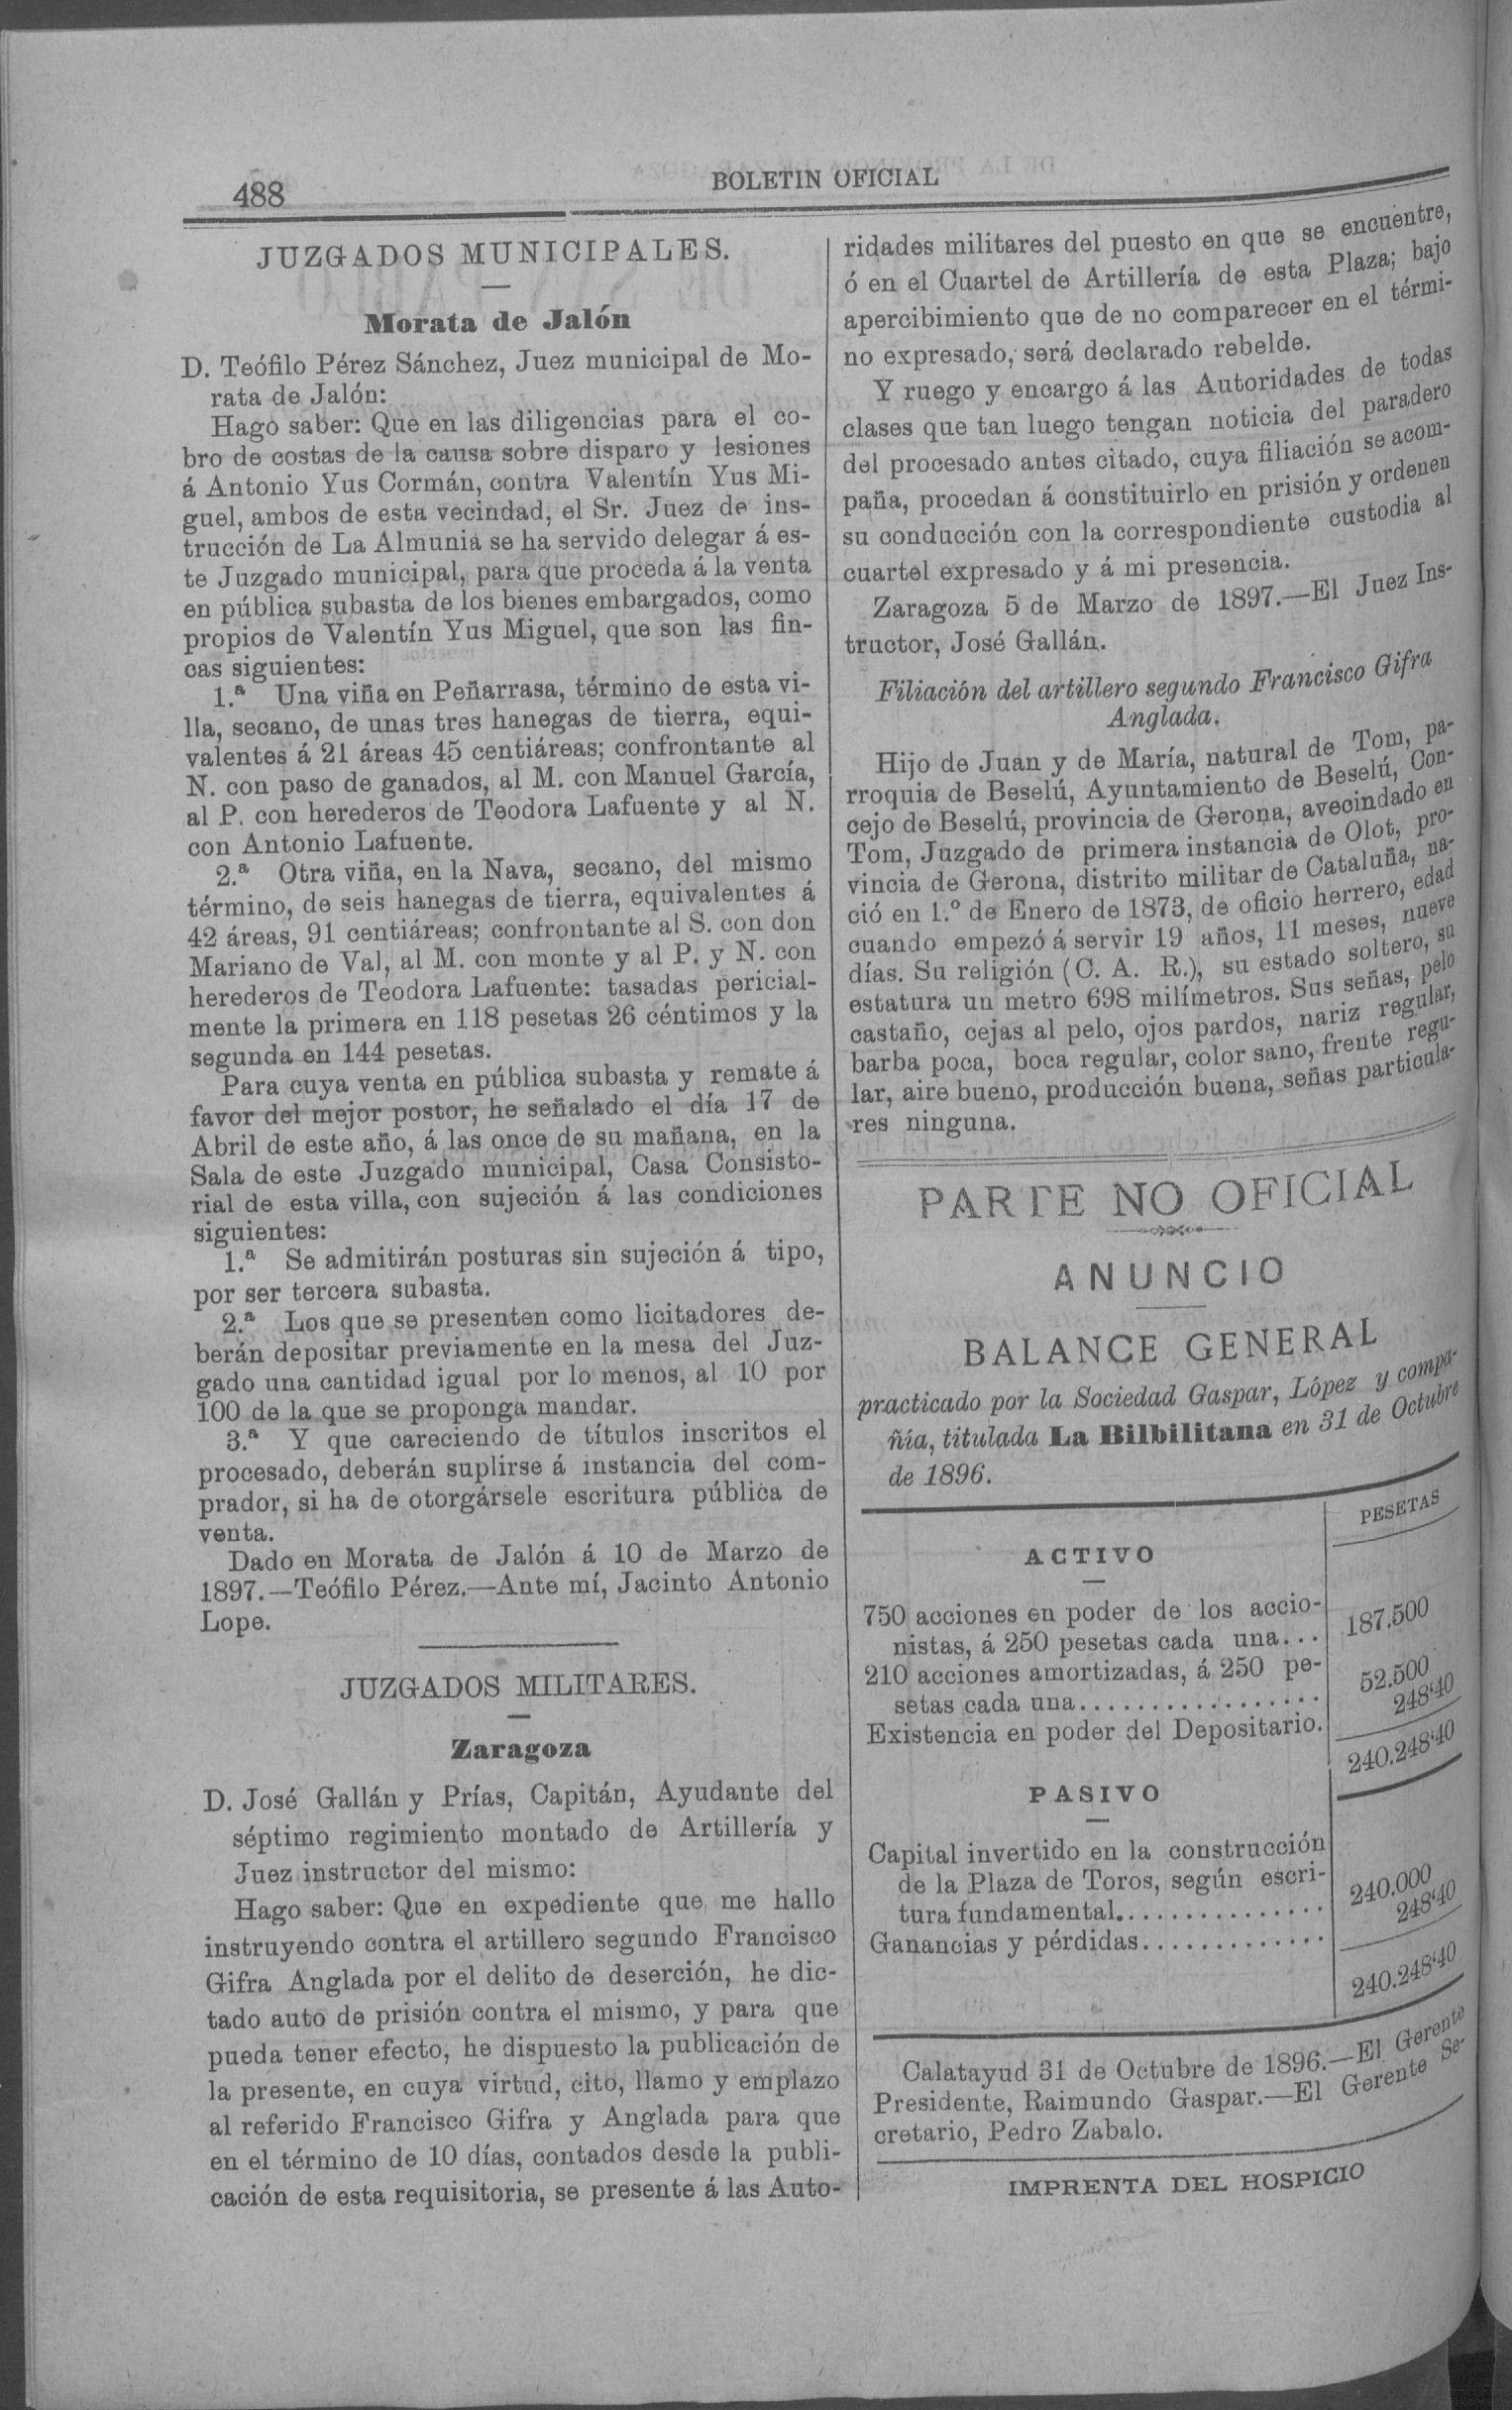 488
BOLETIN OFICIAL
JUZGADOS MUNICIPALES.
Morata de Jalón
D. Teófilo Pérez Sánchez, Juez municipal de Mo-
rata de Jalón:
Hago saber: Que en las diligencias para el co-
bro de costas de la causa sobre disparo y lesiones
á Antonio Yus Cormán, contra Valentín Yus Mi-
guel, ambos de esta vecindad, el Sr. Juez de ins-
trucción de La Almunia se ha servido delegar á es-
te Juzgado municipal, para que proceda á la venta
en pública subasta de los bienes embargados, como
propios de Valentín Yus Miguel, que son las fin-
cas siguientes:
1.ª Una viña en Peñarrasa, término de esta vi-
lla, secano, de unas tres hanegas de tierra, equi-
valentes á 21 áreas 45 centiáreas; confrontante al
N. con paso de ganados, al M. con Manuel García,
al P. con herederos de Teodora Lafuente y al N.
con Antonio Lafuente.
2.ª Otra viña, en la Nava, secano, del mismo
término, de seis hanegas de tierra, equivalentes á
42 áreas, 91 centiáreas; confrontante al S. con don
Mariano de Val, al M. con monte y al P. y N. con
herederos de Teodora Lafuente: tasadas pericial-
mente la primera en 118 pesetas 26 céntimos y la
segunda en 144 pesetas.
Para cuya venta en pública subasta y remate á
favor del mejor postor, he señalado el día 17 de
Abril de este año, á las once de su mañana, en la
Sala de este Juzgado municipal, Casa Consisto-
rial de esta villa, con sujeción á las condiciones
siguientes:
1.ª Se admitirán posturas sin sujeción á tipo,
por ser tercera subasta.
2.ª Los que se presenten como licitadores de-
berán depositar previamente en la mesa del Juz-
gado una cantidad igual por lo menos, al 10 por
100 de la que se proponga mandar.
3.ª Y que careciendo de títulos inscritos el
procesado, deberán suplirse á instancia del com-
prador, si ha de otorgársele escritura pública de
venta.
Dado en Morata de Jalón á 10 de Marzo de
1897.—Teófilo Pérez.—Ante mí, Jacinto Antonio
Lope.
JUZGADOS MILITARES.
Zaragoza
D. José Gallán y Prías, Capitán, Ayudante del
séptimo regimiento montado de Artillería y
Juez instructor del mismo:
Hago saber: Que en expediente que me hallo
instruyendo contra el artillero segundo Francisco
Gifra Anglada por el delito de deserción, he dic-
tado auto de prisión contra el mismo, y para que
pueda tener efecto, he dispuesto la publicación de
la presente, en cuya virtud, cito, llamo y emplazo
al referido Francisco Gifra y Anglada para que
en el término de 10 días, contados desde la publi-
cación de esta requisitoria, se presente á las Auto-
ridades militares del puesto en que se encuentre,
ó en el Cuartel de Artillería de esta Plaza; bajo
apercibimiento que de no comparecer en el térmi-
no expresado, será declarado rebelde.
Y ruego y encargo á las Autoridades de todas
clases que tan luego tengan noticia del paradero
del procesado antes citado, cuya filiación se acom-
paña, procedan á constituirlo en prisión y ordenen
su conducción con la correspondiente custodia al
cuartel expresado y á mi presencia.
Zaragoza 5 de Marzo de 1897.—El Juez Ins-
tructor, José Gallán.
Filiación del artillero segundo Francisco Gifra
Anglada.
Hijo de Juan y de María, natural de Tom, pa-
rroquia de Beselú, Ayuntamiento de Beselú, Con-
cejo de Beselú, provincia de Gerona, avecindado en
Tom, Juzgado de primera instancia de Olot, pro-
vincia de Gerona, distrito militar de Cataluña, na-
ció en 1.º de Enero de 1873, de oficio herrero, edad
cuando empezó á servir 19 años, 11 meses, nueve
días. Su religión (C. A. R.), su estado soltero, su
estatura un metro 698 milímetros. Sus señas, pelo
castaño, cejas al pelo, ojos pardos, nariz regular,
barba poca, boca regular, color sano, frente regu-
lar, aire bueno, producción buena, señas particula-
res ninguna.
PARTE NO OFICIAL
ANUNCIO
BALANCE GENERAL
practicado por la Sociedad Gaspar, López y compa-
ñía, titulada La Bilbilitana en 31 de Octubre
de 1896.
PESETAS
ACTIVO
750 acciones en poder de los accio-
nistas, á 250 pesetas cada una... 187.500
210 acciones amortizadas, á 250 pe-
setas cada una................. 52.500
Existencia en poder del Depositario. 248'40
240.248'40
PASIVO
Capital invertido en la construcción
de la Plaza de Toros, según escri-
tura fundamental............... 240.000
Ganancias y pérdidas............. 248'40
240.248'40
Calatayud 31 de Octubre de 1896.—El Gerente
Presidente, Raimundo Gaspar.—El Gerente Se-
cretario, Pedro Zabalo.
IMPRENTA DEL HOSPICIO